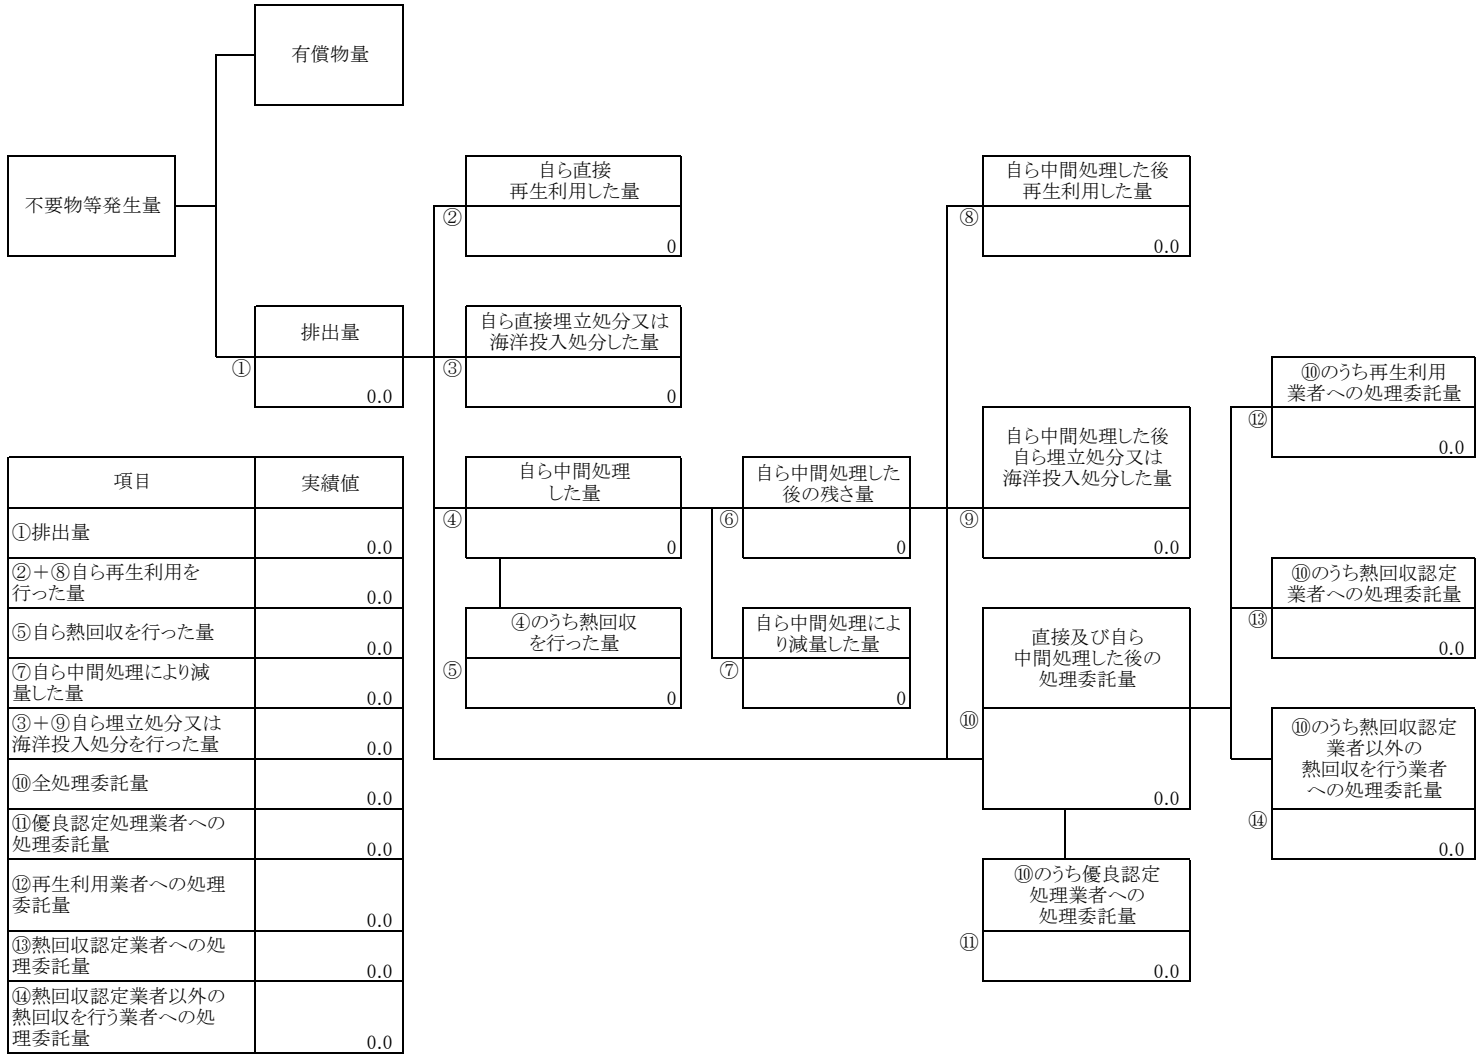 有償物量
不要物等発生量
自ら直接
再生利用した量
②
0
自ら中間処理した後
再生利用した量
⑧
0.0
排出量
①
0.0
自ら直接埋立処分又は
海洋投入処分した量
③
0
⑩のうち再生利用
業者への処理委託量
⑫
0.0
自ら中間処理
した量
④
0
自ら中間処理した
後の残さ量
⑥
0
自ら中間処理した後
自ら埋立処分又は
海洋投入処分した量
⑨
0.0
④のうち熱回収
を行った量
⑤
0
自ら中間処理によ
り減量した量
⑦
0
直接及び自ら
中間処理した後の
処理委託量
⑩
0.0
⑩のうち熱回収認定
業者への処理委託量
⑬
0.0
⑩のうち熱回収認定
業者以外の
熱回収を行う業者
への処理委託量
⑭
0.0
⑩のうち優良認定
処理業者への
処理委託量
⑪
0.0
項目 実績値
①排出量
0.0
②＋⑧自ら再生利用を
行った量
0.0
⑤自ら熱回収を行った量
0.0
⑦自ら中間処理により減
量した量
0.0
③＋⑨自ら埋立処分又は
海洋投入処分を行った量
0.0
⑩全処理委託量
0.0
⑪優良認定処理業者への
処理委託量
0.0
⑫再生利用業者への処理
委託量
0.0
⑬熱回収認定業者への処
理委託量
0.0
⑭熱回収認定業者以外の
熱回収を行う業者への処
理委託量
0.0